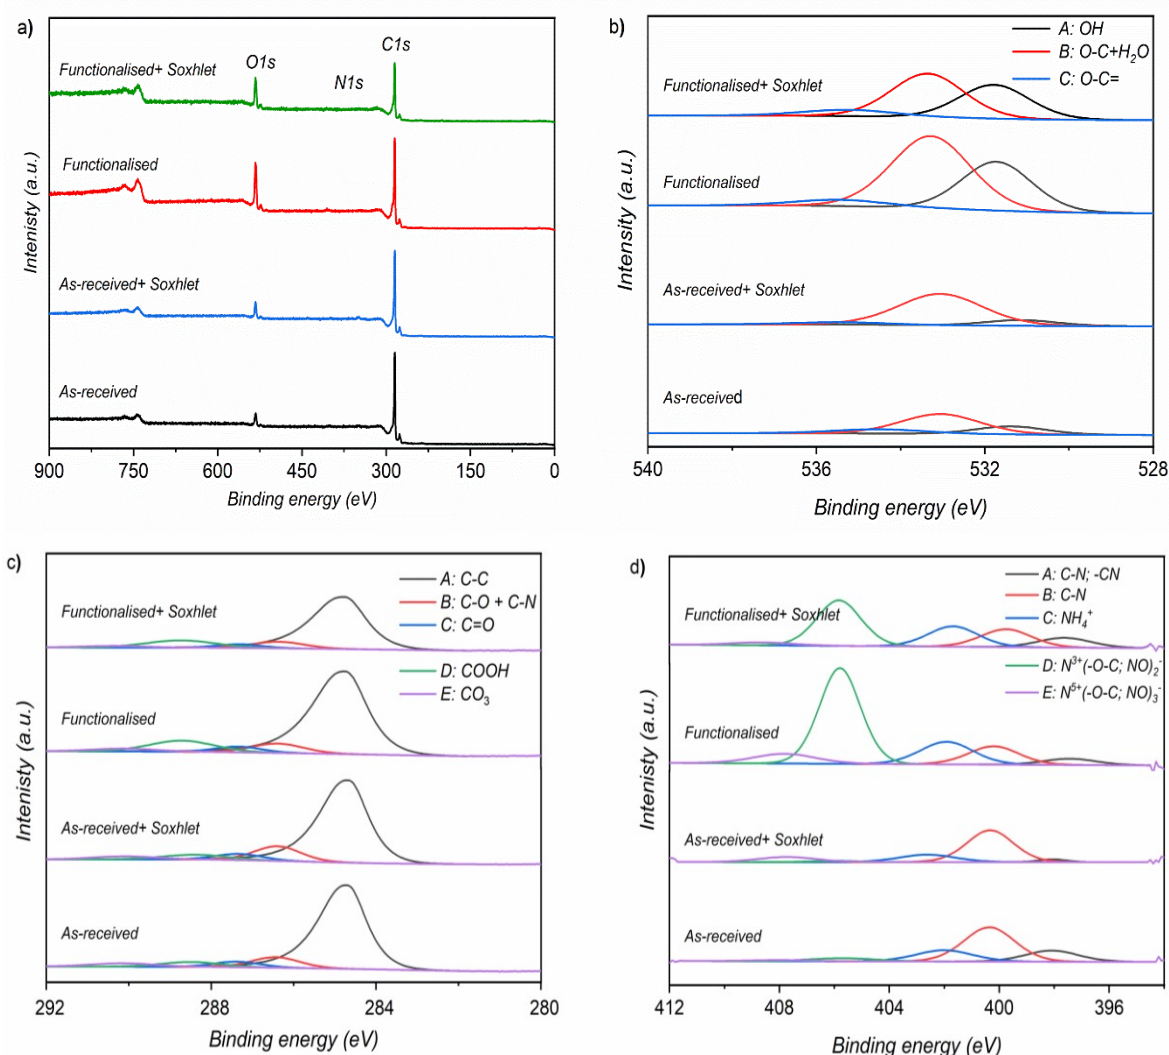 a)
O1s
N1s
C1s
Functionalised+ Soxhlet
Functionalised
As-received+ Soxhlet
As-received
Intenisty (a.u.)
900 750 600 450 300 150 0
Binding energy (eV)
b)
A: OH
B: O-C+H₂O
C: O-C=
Functionalised+ Soxhlet
Functionalised
As-received+ Soxhlet
As-received
Intensity (a.u.)
540 536 532 528
Binding energy (eV)
c)
A: C-C
B: C-O + C-N
C: C=O
D: COOH
E: CO₃
Functionalised+ Soxhlet
Functionalised
As-received+ Soxhlet
As-received
Intenisty (a.u.)
292 288 284 280
Binding energy (eV)
d)
A: C-N; -CN
B: C-N
C: NH₄⁺
D: N³⁺(-O-C; NO)₂⁻
E: N⁵⁺(-O-C; NO)₃⁻
Functionalised+ Soxhlet
Functionalised
As-received+ Soxhlet
As-received
Intenisty (a.u.)
412 408 404 400 396
Binding energy (eV)